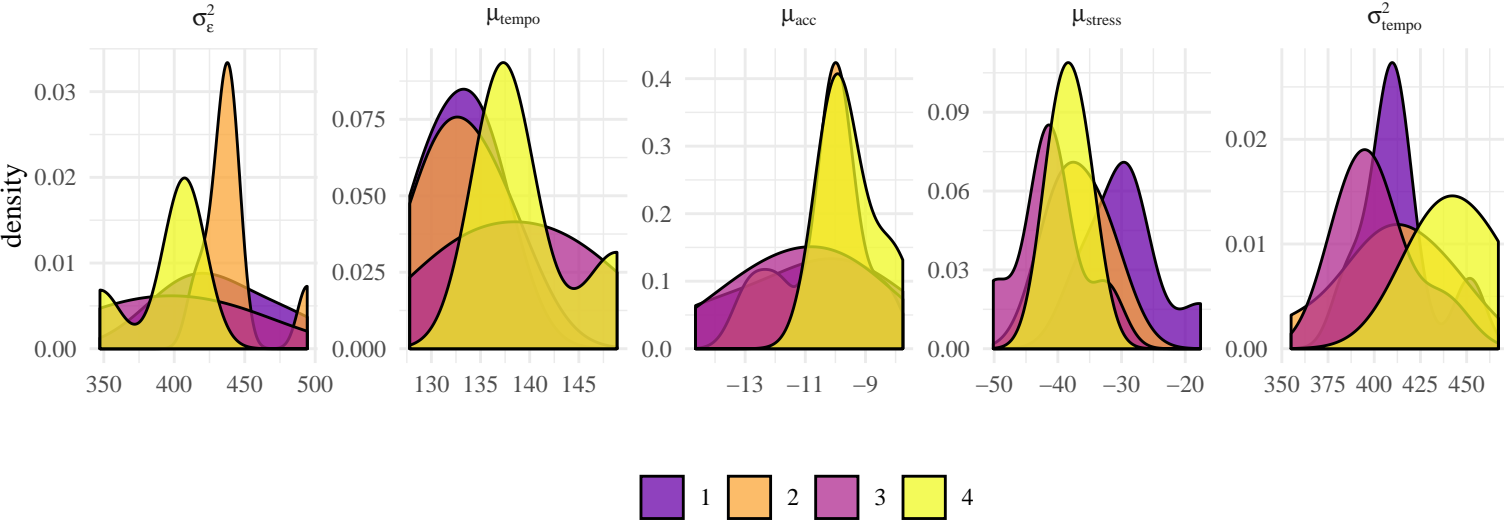 σ²ε μtempo μacc μstress σ²tempo
density
0.03 0.02 0.01 0.00
0.075 0.050 0.025 0.000
0.4 0.3 0.2 0.1 0.0
0.09 0.06 0.03 0.00
0.02 0.01 0.00
350 400 450 500 130 135 140 145 −13 −11 −9 −50 −40 −30 −20 350 375 400 425 450
1 2 3 4